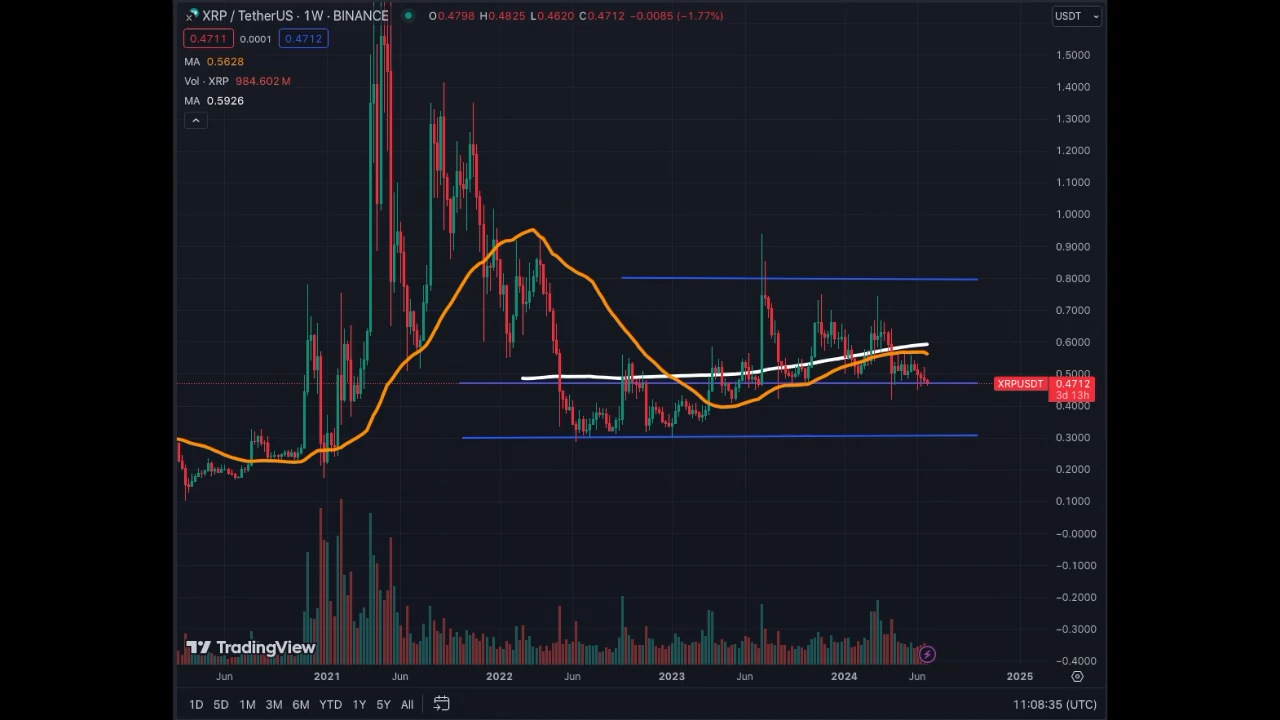 XRP / TetherUS · 1W · BINANCE O0.4798 H0.4825 L0.4620 C0.4712 −0.0085 (−1.77%) USDT
0.4711 0.0001 0.4712
MA 0.5628
Vol · XRP 984.602 M
MA 0.5926
1.5000
1.4000
1.3000
1.2000
1.1000
1.0000
0.9000
0.8000
0.7000
0.6000
0.5000
XRPUSDT 0.4712
3d 13h
0.4000
0.3000
0.2000
0.1000
−0.0000
−0.1000
−0.2000
−0.3000
−0.4000
TradingView
Jun 2021 Jun 2022 Jun 2023 Jun 2024 Jun 2025
1D 5D 1M 3M 6M YTD 1Y 5Y All 11:08:35 (UTC)